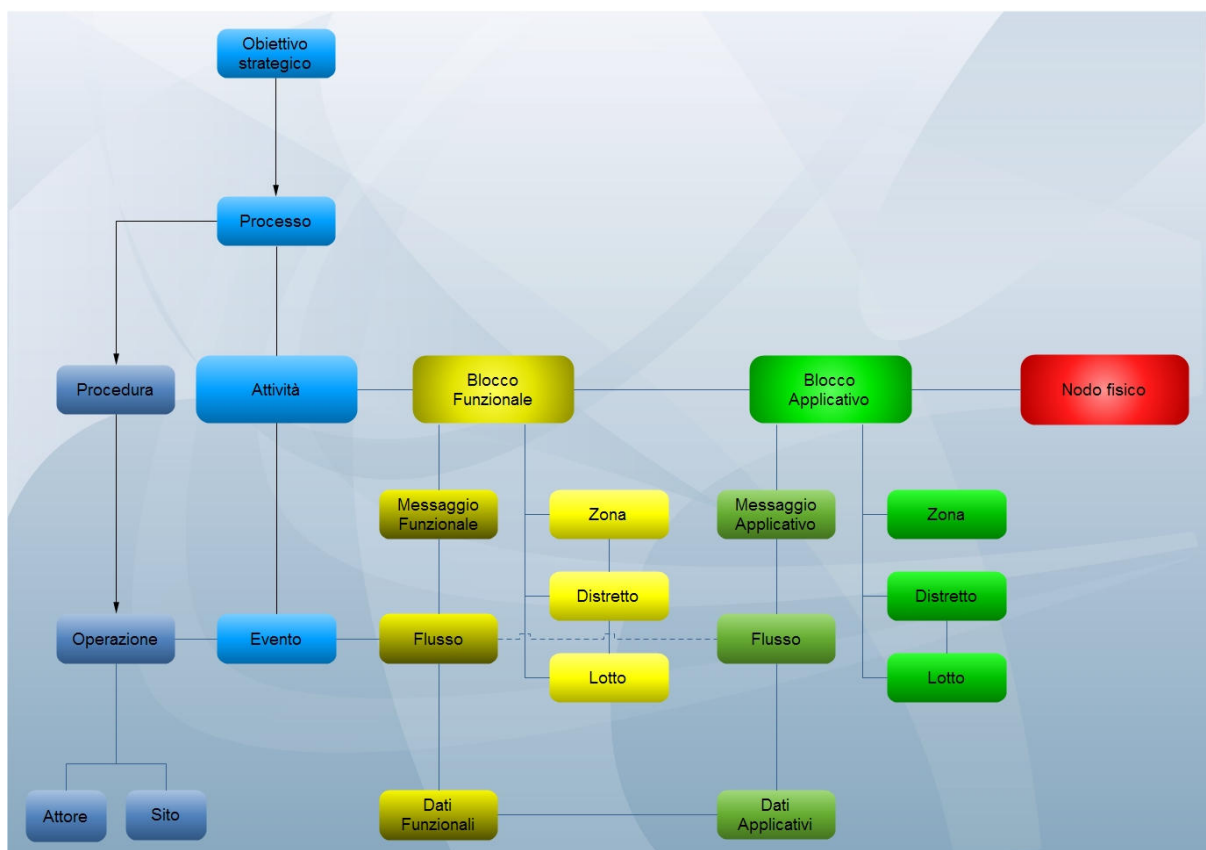 Obiettivo
strategico
Processo
Procedura
Attività
Blocco
Funzionale
Blocco
Applicativo
Nodo fisico
Messaggio
Funzionale
Zona
Messaggio
Applicativo
Zona
Distretto
Distretto
Operazione
Evento
Flusso
Flusso
Lotto
Lotto
Attore
Sito
Dati
Funzionali
Dati
Applicativi